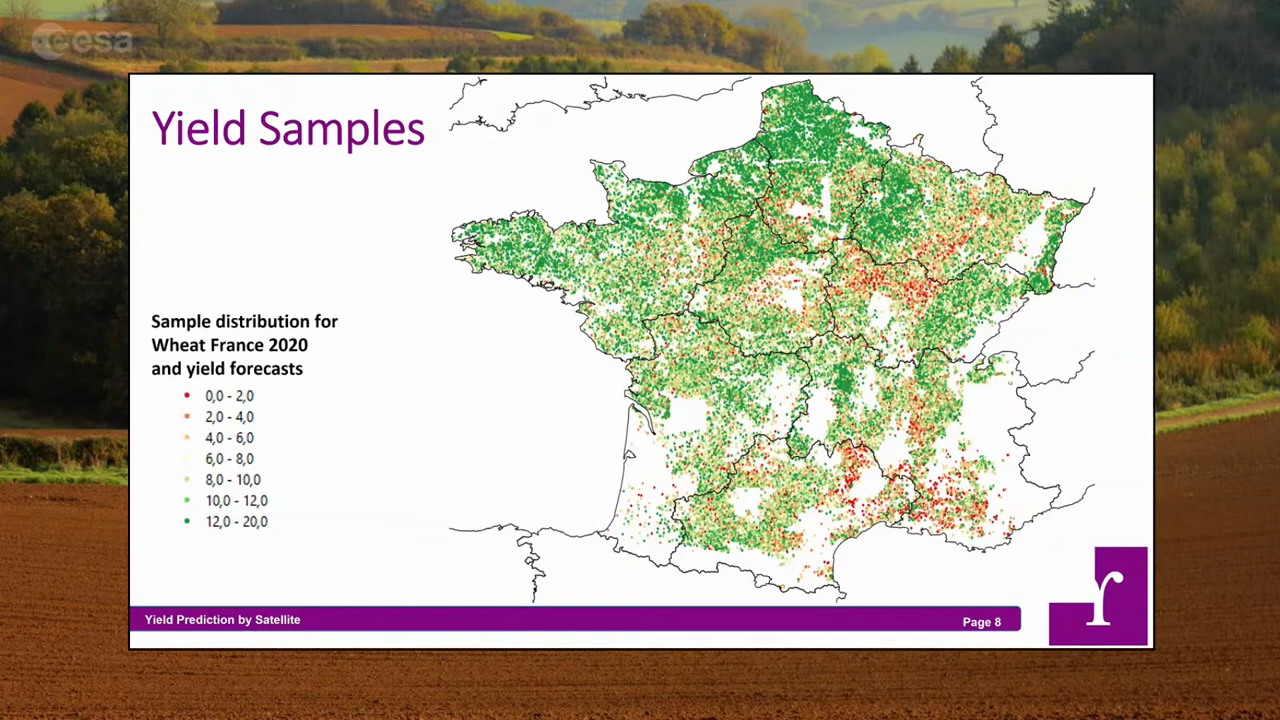 esa
Yield Samples
Sample distribution for
Wheat France 2020
and yield forecasts
0,0 - 2,0
2,0 - 4,0
4,0 - 6,0
6,0 - 8,0
8,0 - 10,0
10,0 - 12,0
12,0 - 20,0
Yield Prediction by Satellite
Page 8
r